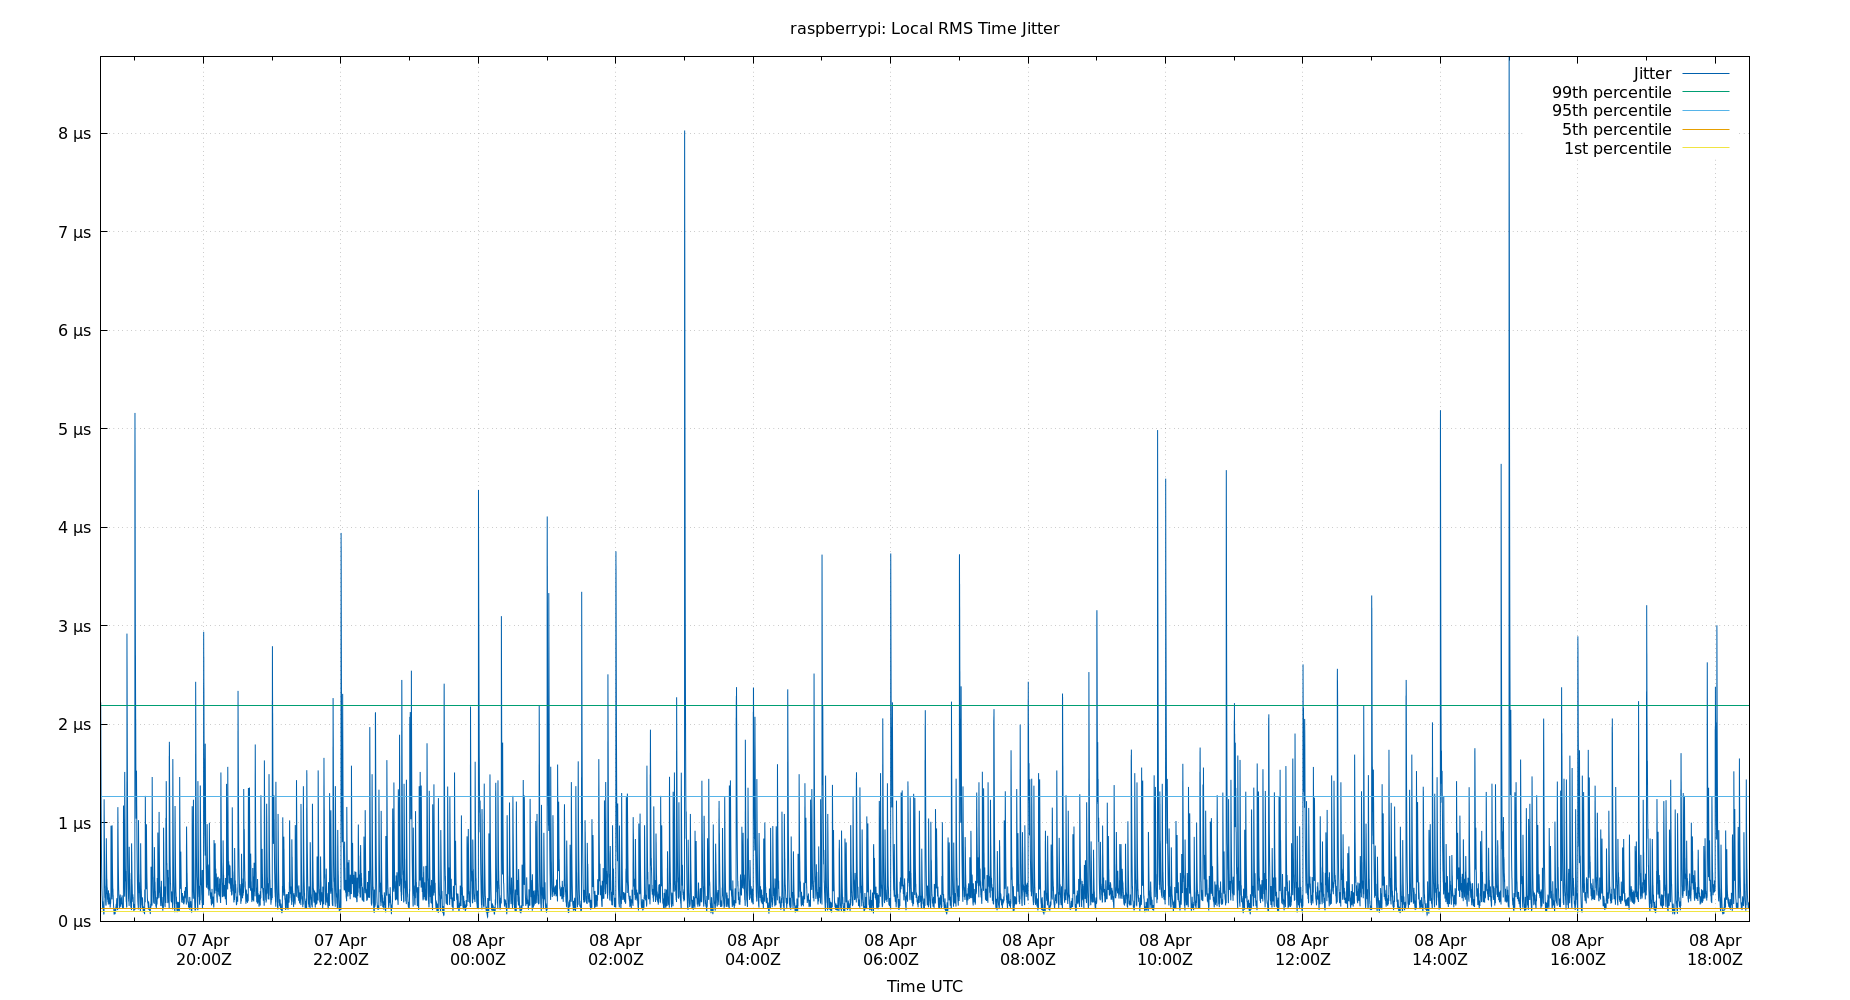 raspberrypi: Local RMS Time Jitter
Jitter
99th percentile
95th percentile
5th percentile
1st percentile
8 µs
7 µs
6 µs
5 µs
4 µs
3 µs
2 µs
1 µs
0 µs
07 Apr 07 Apr 08 Apr 08 Apr 08 Apr 08 Apr 08 Apr 08 Apr 08 Apr 08 Apr 08 Apr 08 Apr
20:00Z 22:00Z 00:00Z 02:00Z 04:00Z 06:00Z 08:00Z 10:00Z 12:00Z 14:00Z 16:00Z 18:00Z
Time UTC